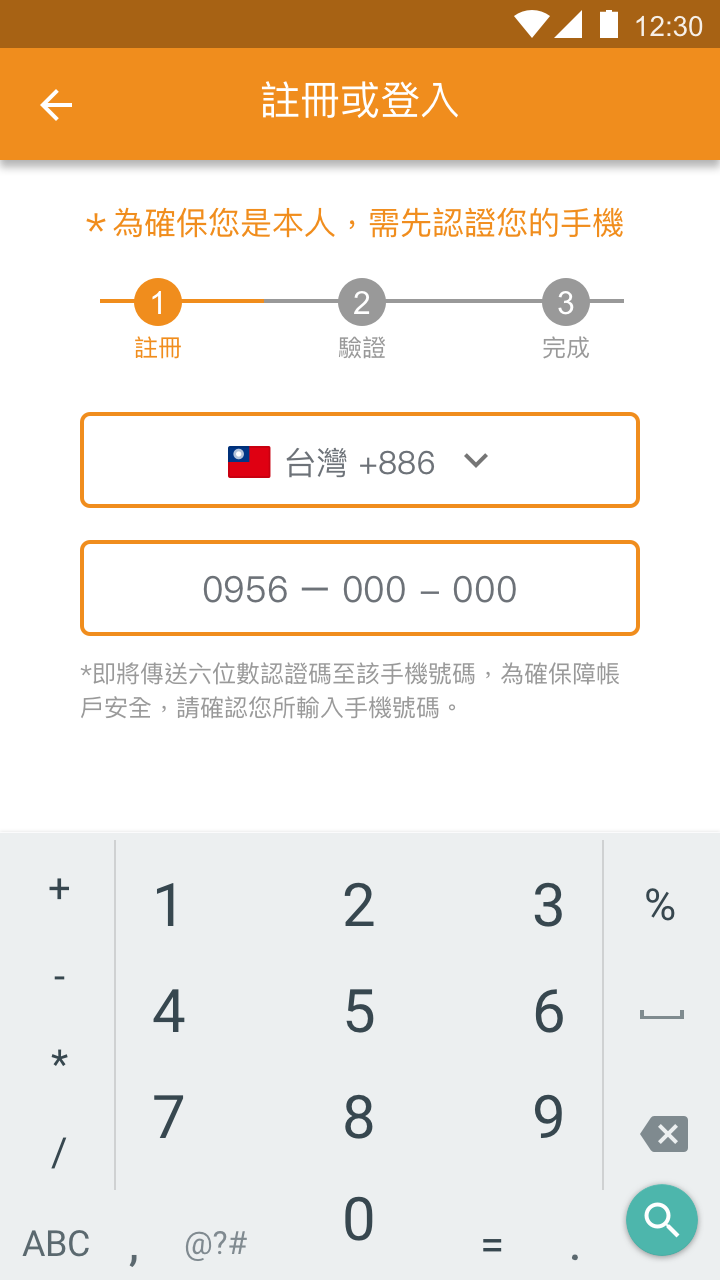 12:30
註冊或登入
＊為確保您是本人，需先認證您的手機
1 2 3
註冊 驗證 完成
台灣 +886
0956 — 000 – 000
*即將傳送六位數認證碼至該手機號碼，為確保障帳
戶安全，請確認您所輸入手機號碼。
+ 1 2 3 %
- 4 5 6
* 7 8 9
/ 0
ABC , @?# = .